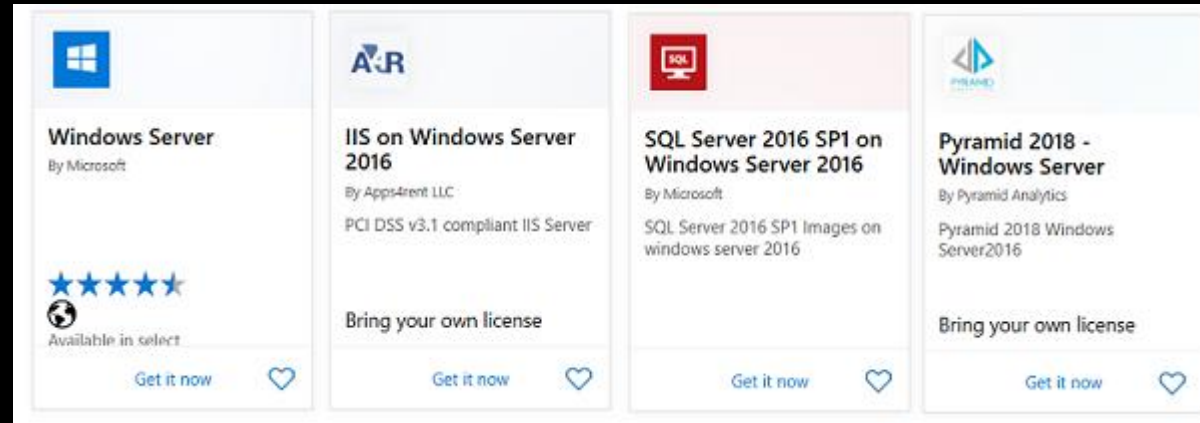 Windows Server
By Microsoft
Available in select
Get it now
A4R
IIS on Windows Server
2016
By Apps4rent LLC
PCI DSS v3.1 compliant IIS Server
Bring your own license
Get it now
SQL
SQL Server 2016 SP1 on
Windows Server 2016
By Microsoft
SQL Server 2016 SP1 Images on
windows server 2016
Get it now
PYRAMID
Pyramid 2018 -
Windows Server
By Pyramid Analytics
Pyramid 2018 Windows
Server2016
Bring your own license
Get it now